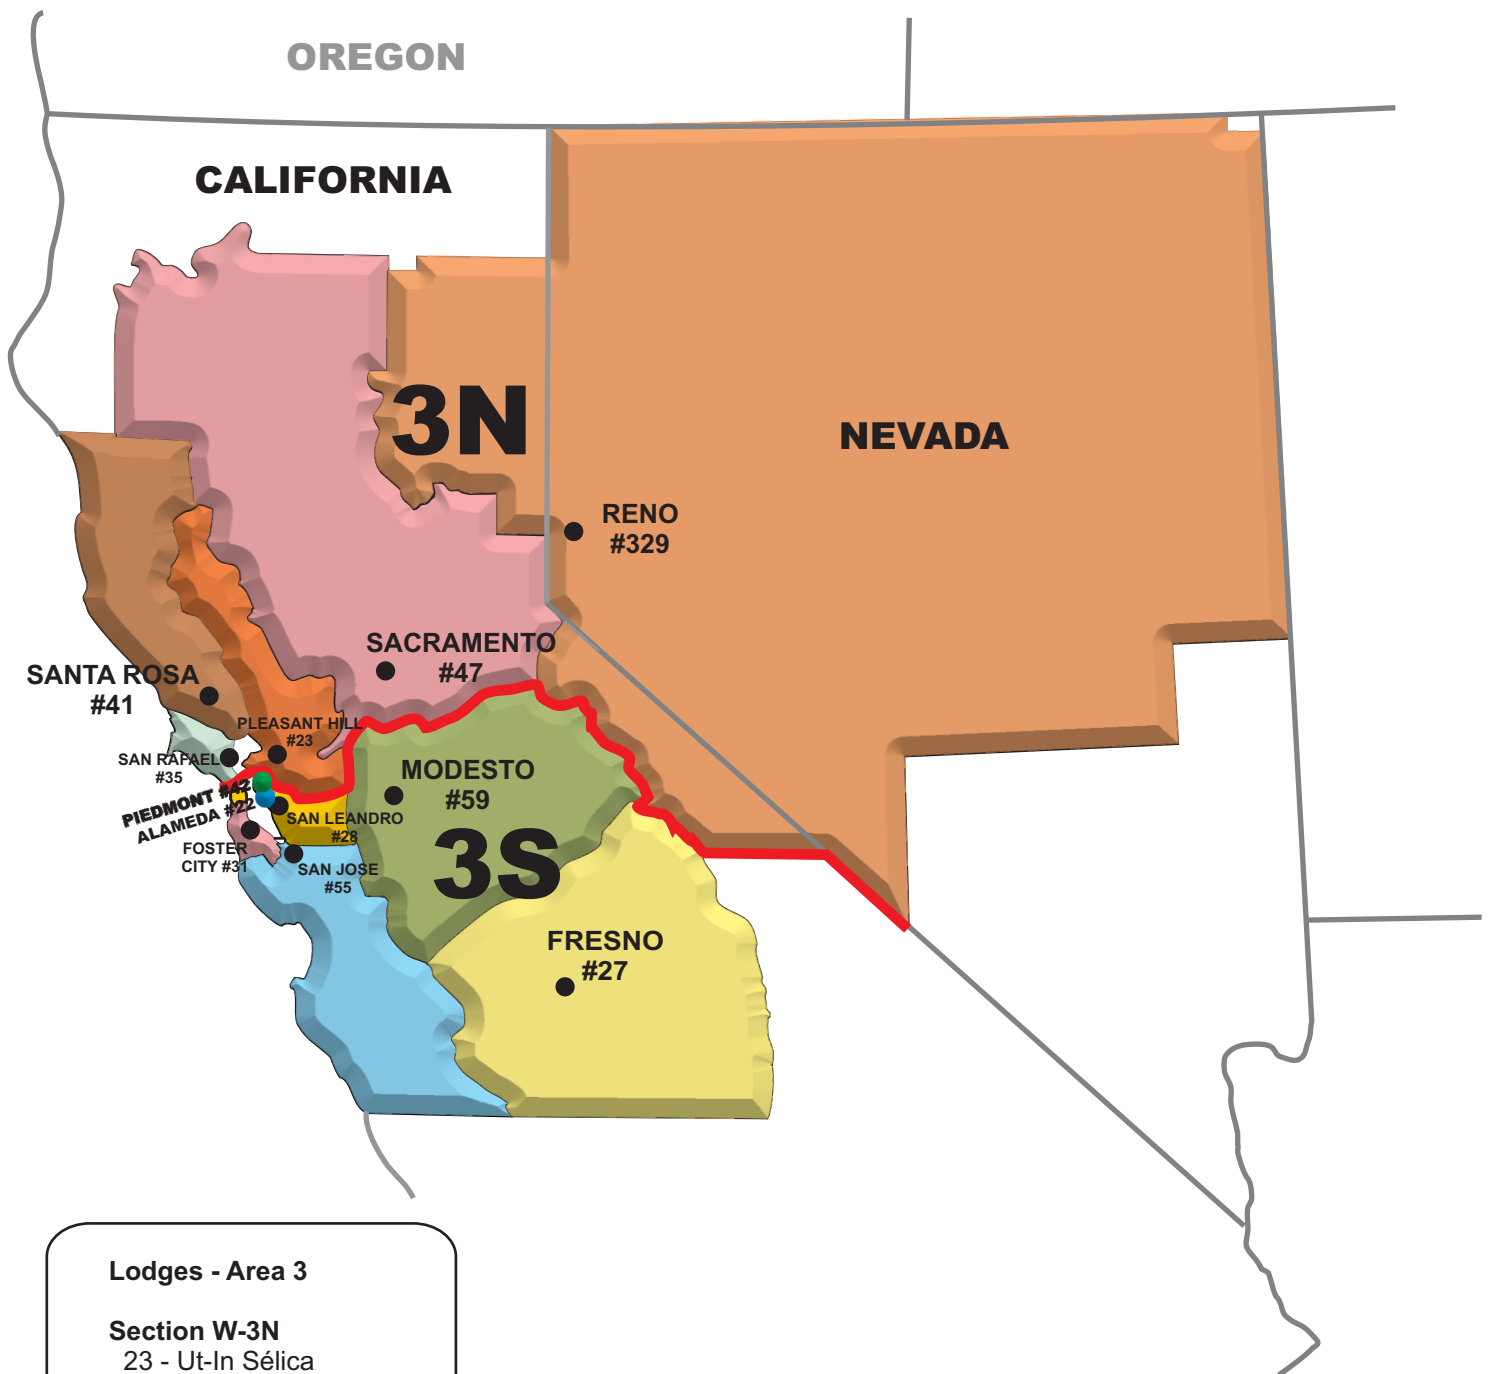 OREGON
CALIFORNIA
3N
NEVADA
RENO
#329
SACRAMENTO
#47
SANTA ROSA
#41
PLEASANT HILL
#23
SAN RAFAEL
#35
MODESTO
#59
PIEDMONT #42
ALAMEDA #22
SAN LEANDRO
#28
3S
FOSTER
CITY #31
SAN JOSE
#55
FRESNO
#27
Lodges - Area 3
Section W-3N
23 - Ut-In Sélica